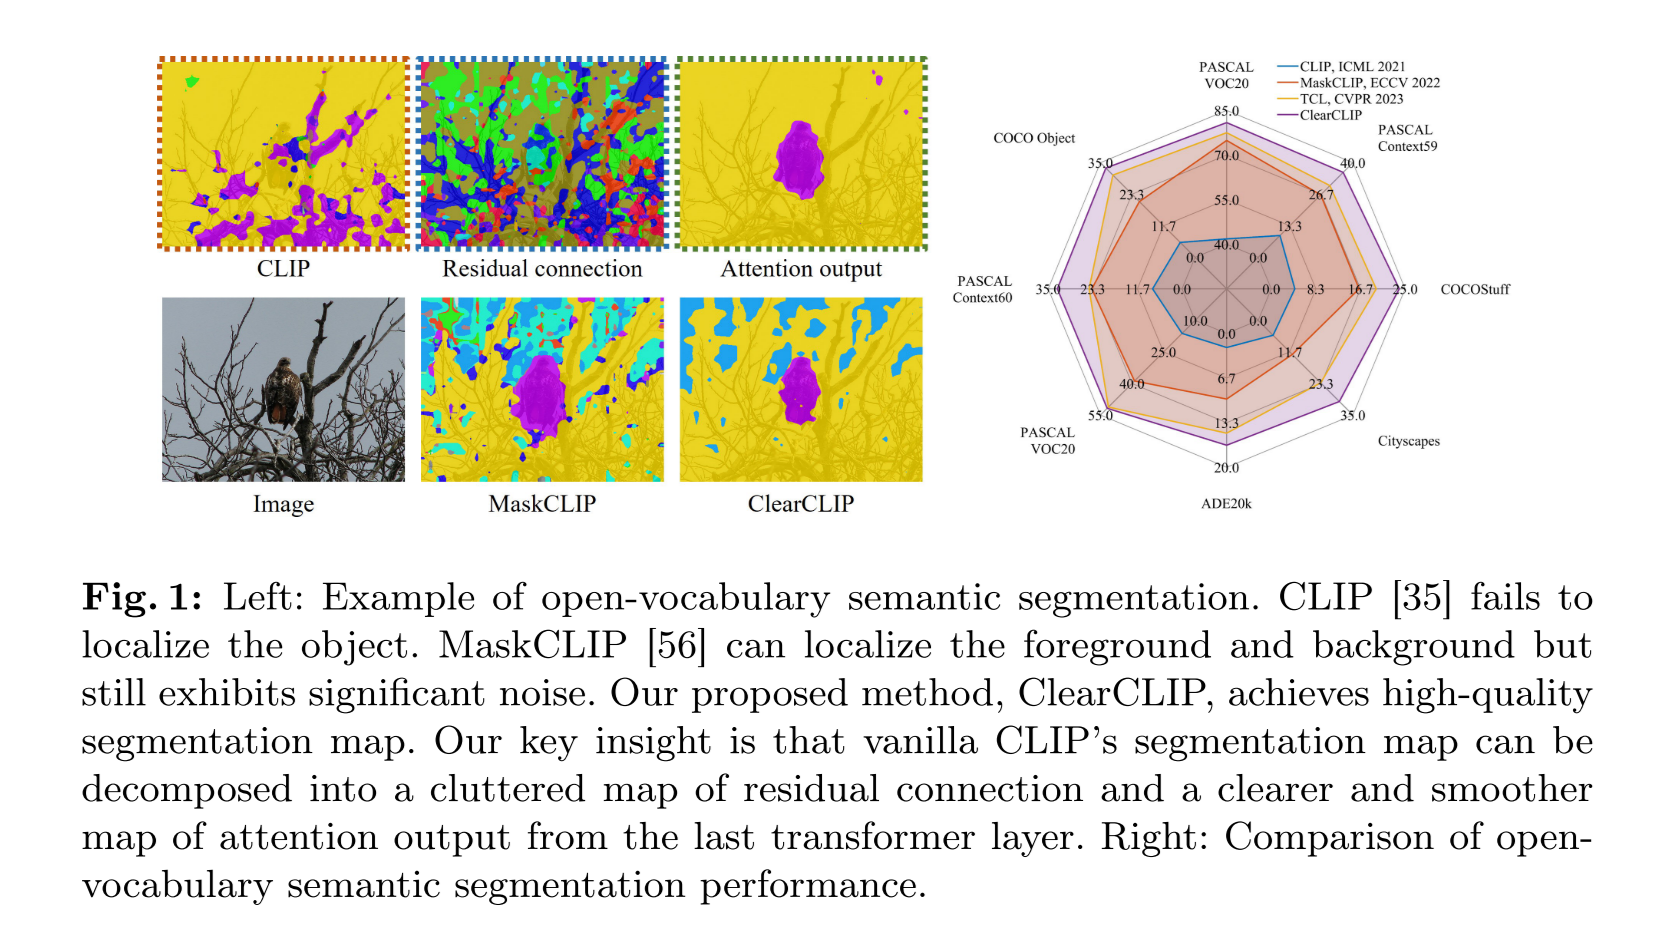 CLIP
Residual connection
Attention output
Image
MaskCLIP
ClearCLIP
CLIP, ICML 2021
MaskCLIP, ECCV 2022
TCL, CVPR 2023
ClearCLIP
PASCAL
VOC20
85.0
70.0
55.0
40.0
PASCAL
Context59
40.0
26.7
13.3
0.0
COCOStuff
25.0
16.7
8.3
0.0
Cityscapes
35.0
23.3
11.7
0.0
ADE20k
20.0
13.3
6.7
0.0
PASCAL
VOC20
55.0
40.0
25.0
10.0
PASCAL
Context60
35.0
23.3
11.7
0.0
COCO Object
35.0
23.3
11.7
0.0
Fig. 1: Left: Example of open-vocabulary semantic segmentation. CLIP [35] fails to
localize the object. MaskCLIP [56] can localize the foreground and background but
still exhibits significant noise. Our proposed method, ClearCLIP, achieves high-quality
segmentation map. Our key insight is that vanilla CLIP's segmentation map can be
decomposed into a cluttered map of residual connection and a clearer and smoother
map of attention output from the last transformer layer. Right: Comparison of open-
vocabulary semantic segmentation performance.